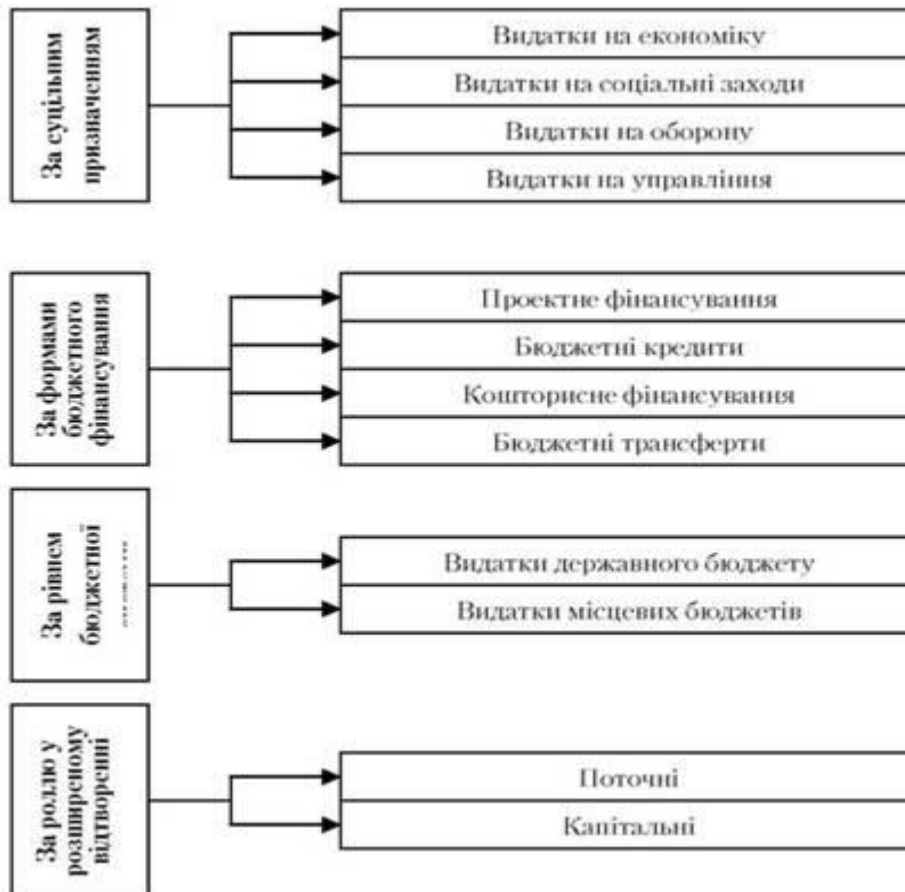 За суцільним
призначенням
Видатки на економіку
Видатки на соціальні заходи
Видатки на оборону
Видатки на управління
За формами
бюджетного
фінансування
Проектне фінансування
Бюджетні кредити
Кошторисне фінансування
Бюджетні трансферти
За рівнем
бюджетної
Видатки державного бюджету
Видатки місцевих бюджетів
За роллю у
розширеному
відтворенні
Поточні
Капітальні